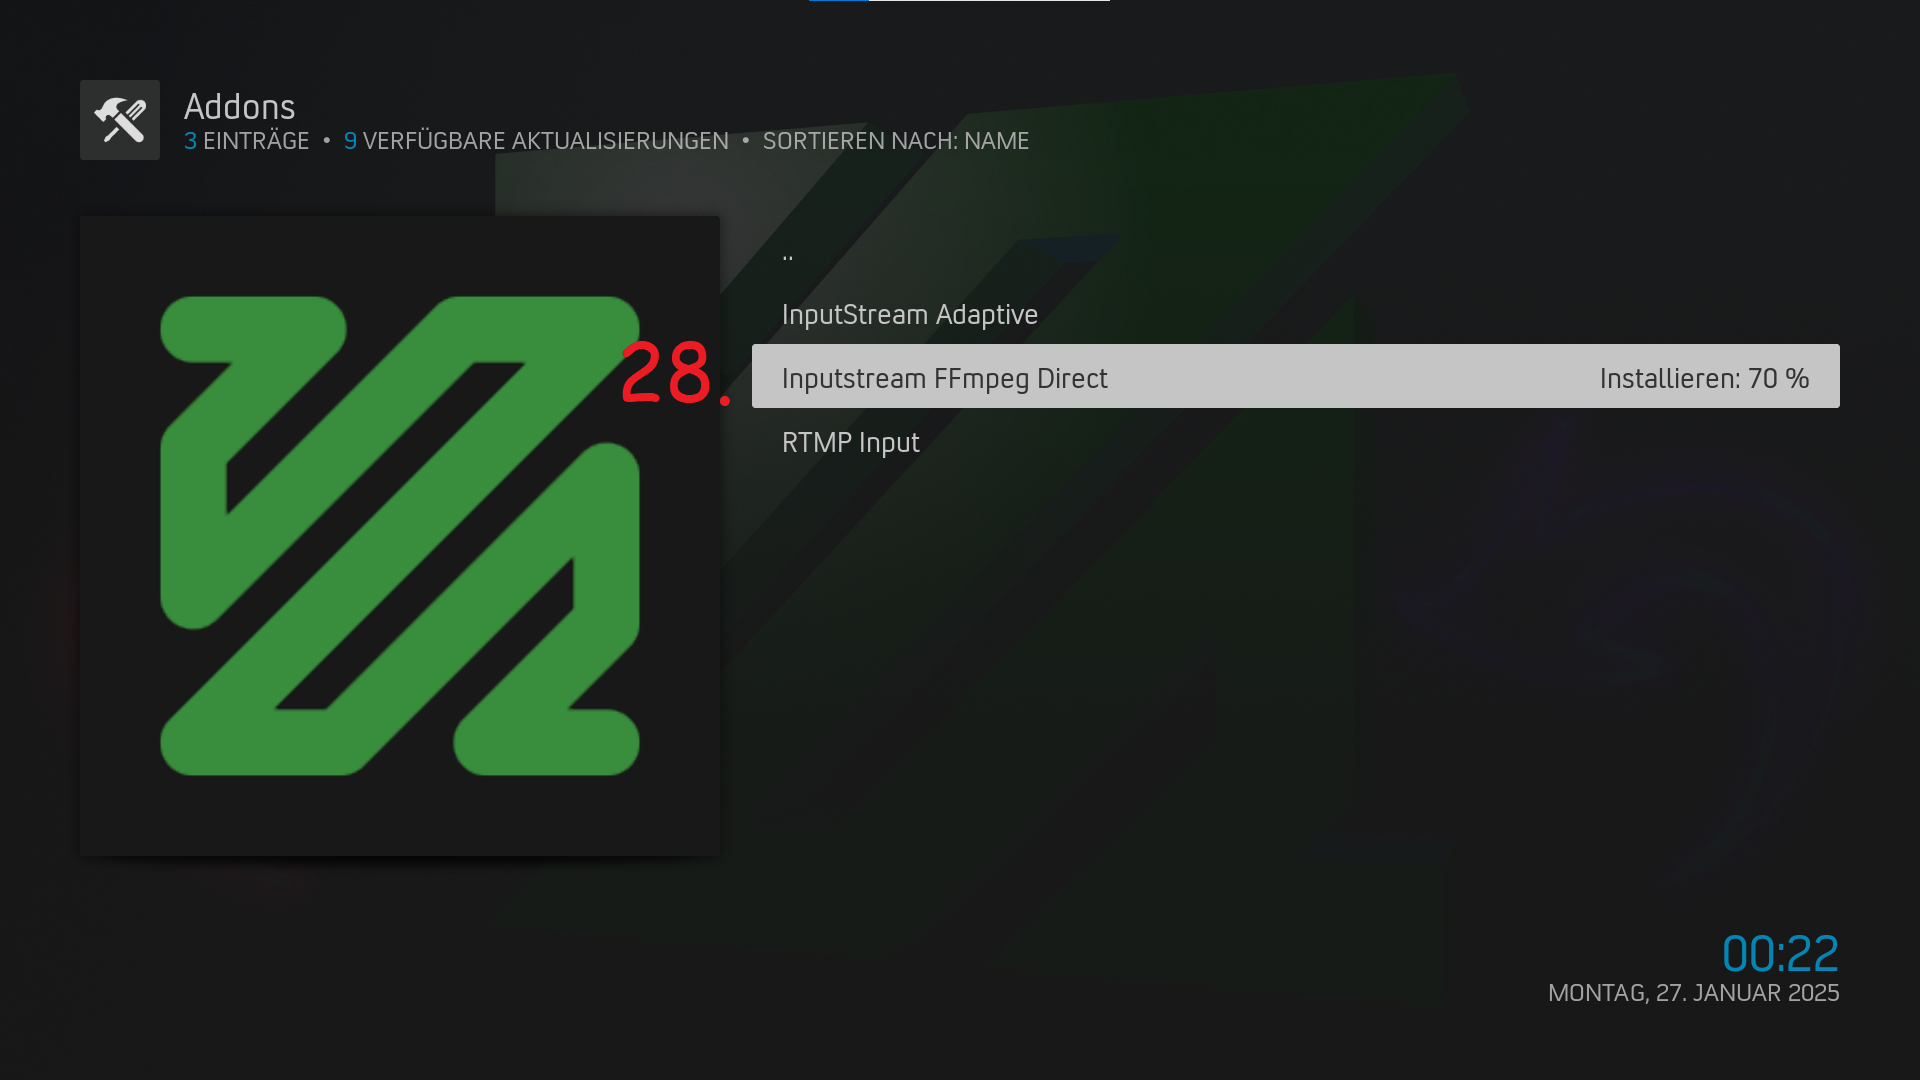 Addons
3 EINTRÄGE • 9 VERFÜGBARE AKTUALISIERUNGEN • SORTIEREN NACH: NAME
..
InputStream Adaptive
28.
Inputstream FFmpeg Direct Installieren: 70 %
RTMP Input
00:22
MONTAG, 27. JANUAR 2025